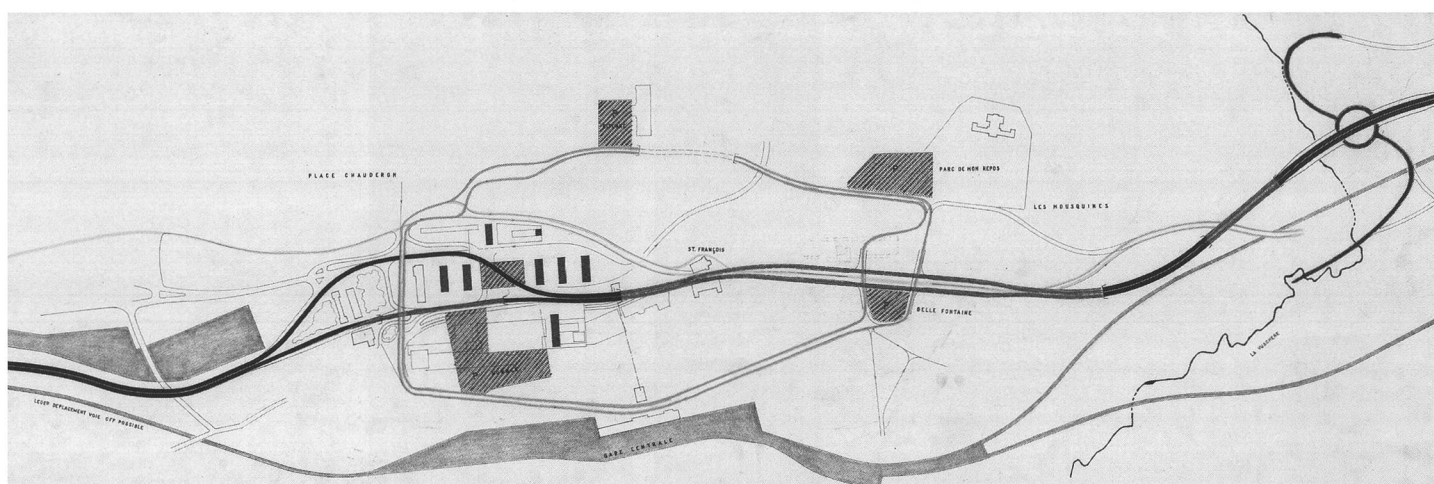 PLACE CHAUDERON
PARC DE MON REPOS
LES MOUSQUINES
ST. FRANÇOIS
BELLE FONTAINE
LA VUACHERE
LEGER DEPLACEMENT VOIE CFF POSSIBLE
GARE CENTRALE